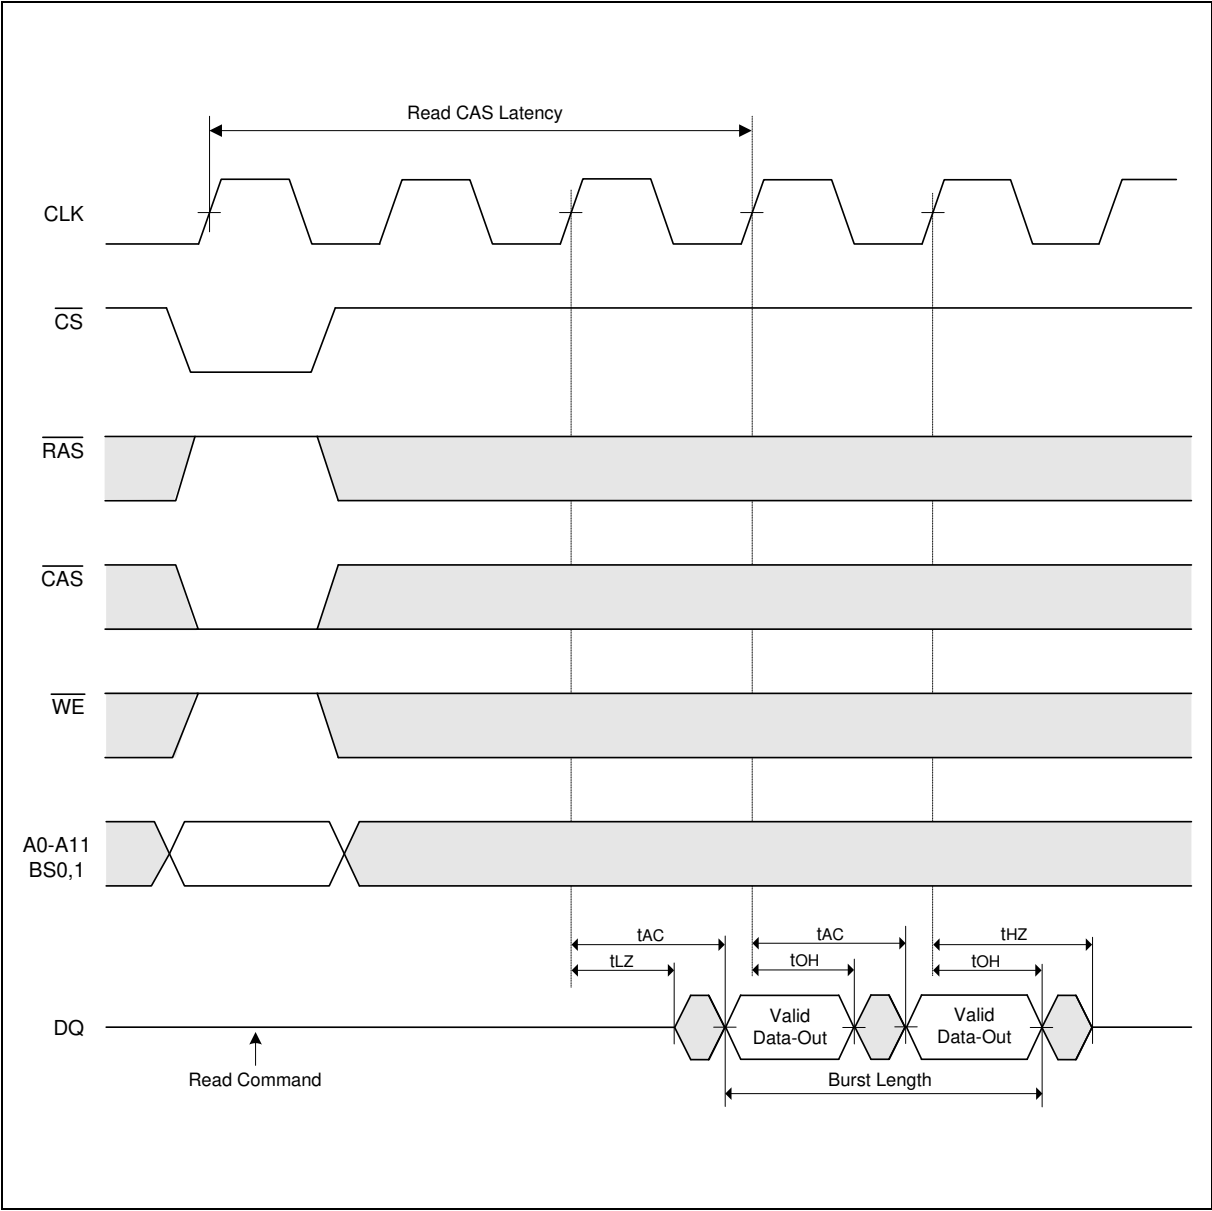 Read CAS Latency
CLK
CS
RAS
CAS
WE
A0-A11
BS0,1
tAC
tAC
tHZ
tLZ
tOH
tOH
DQ
Valid
Data-Out
Valid
Data-Out
Read Command
Burst Length